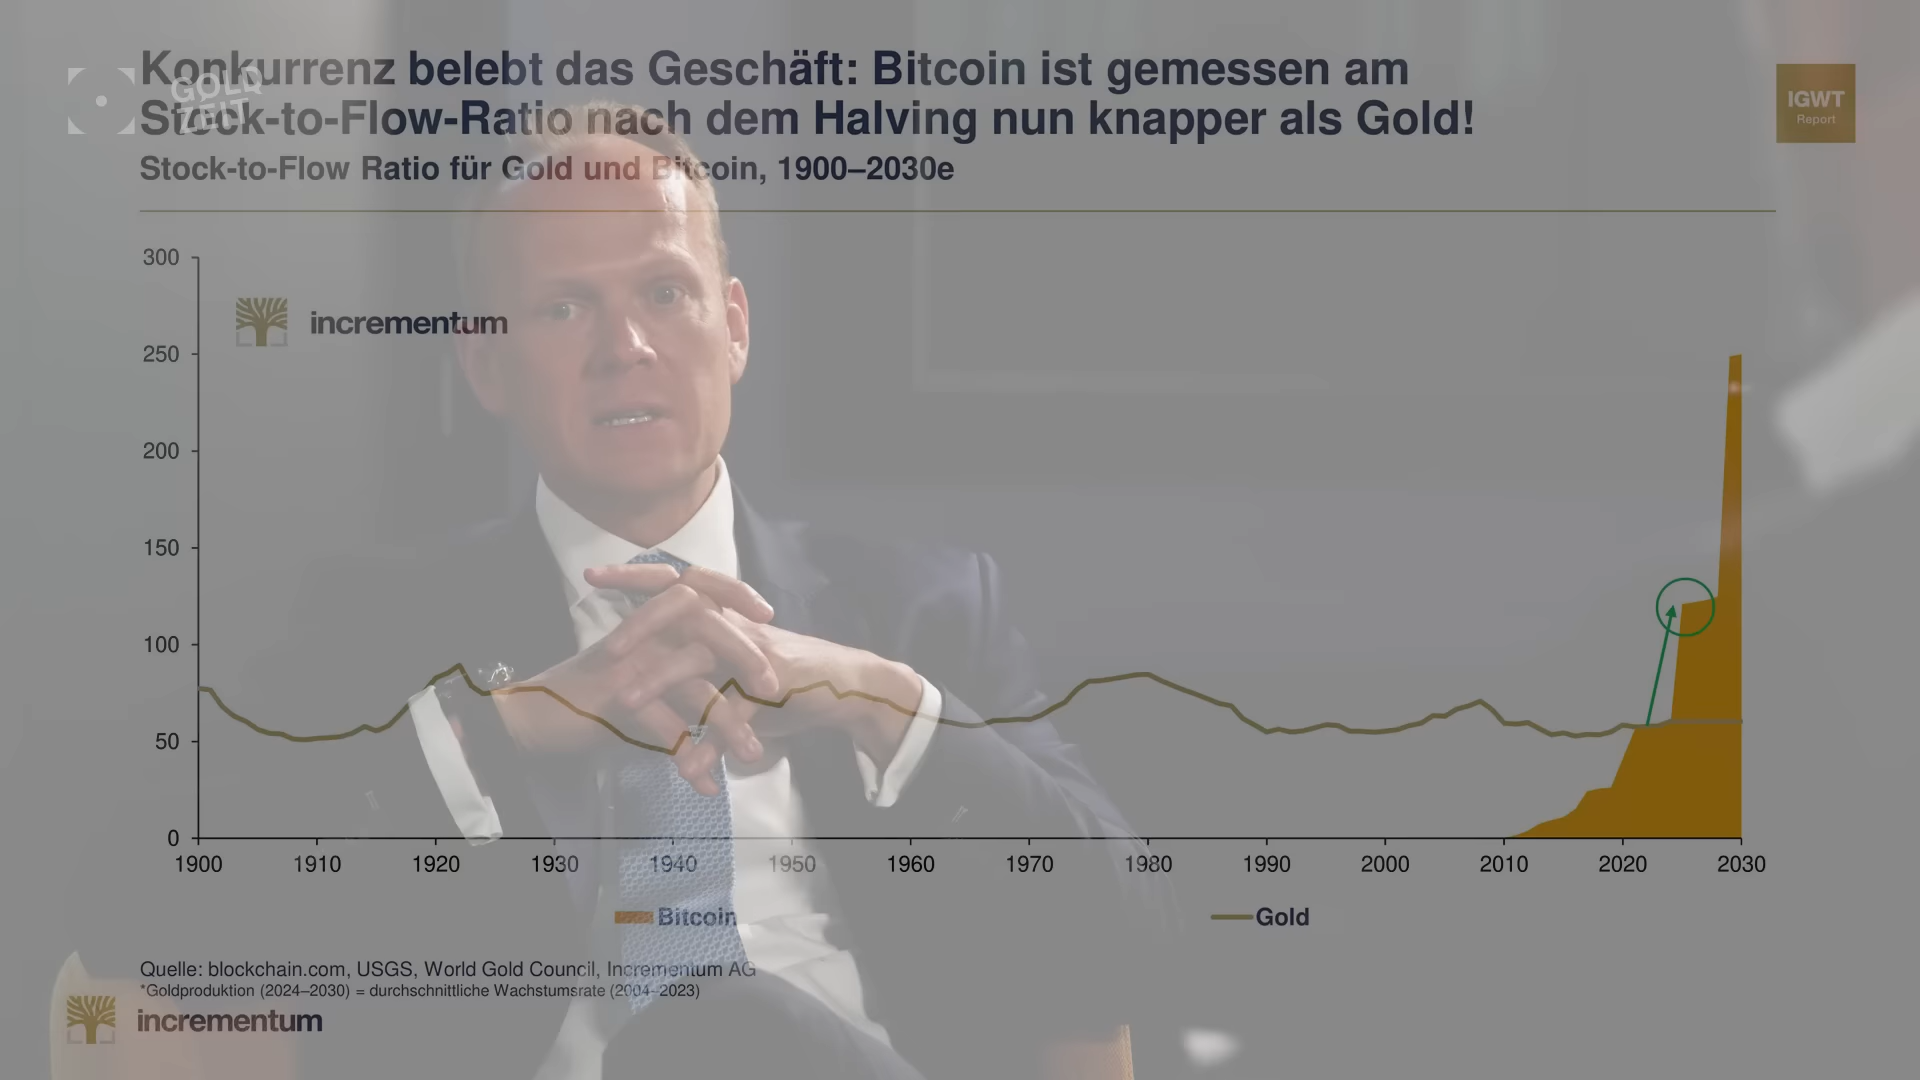 Konkurrenz belebt das Geschäft: Bitcoin ist gemessen am
Stock-to-Flow-Ratio nach dem Halving nun knapper als Gold!
Stock-to-Flow Ratio für Gold und Bitcoin, 1900–2030e
GOLD
ZEIT
IGWT
Report
incrementum
300
250
200
150
100
50
0
1900 1910 1920 1930 1940 1950 1960 1970 1980 1990 2000 2010 2020 2030
Bitcoin Gold
Quelle: blockchain.com, USGS, World Gold Council, Incrementum AG
*Goldproduktion (2024–2030) = durchschnittliche Wachstumsrate (2004–2023)
incrementum